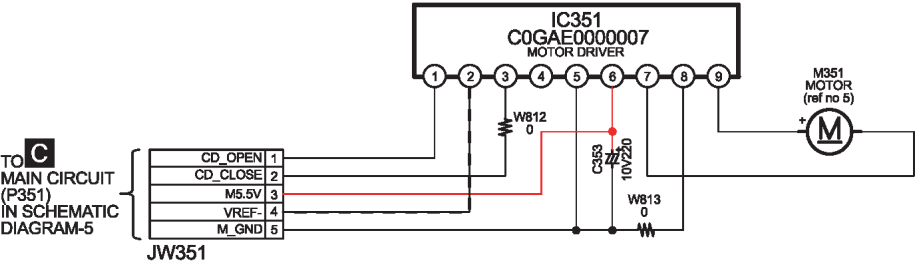 IC351
C0GAE0000007
MOTOR DRIVER
1 2 3 4 5 6 7 8 9
M351
MOTOR
(ref no 5)
+
M
W812
0
C353
+
10V220
W813
0
TO C
MAIN CIRCUIT
(P351)
IN SCHEMATIC
DIAGRAM-5
CD_OPEN 1
CD_CLOSE 2
M5.5V 3
VREF- 4
M_GND 5
JW351